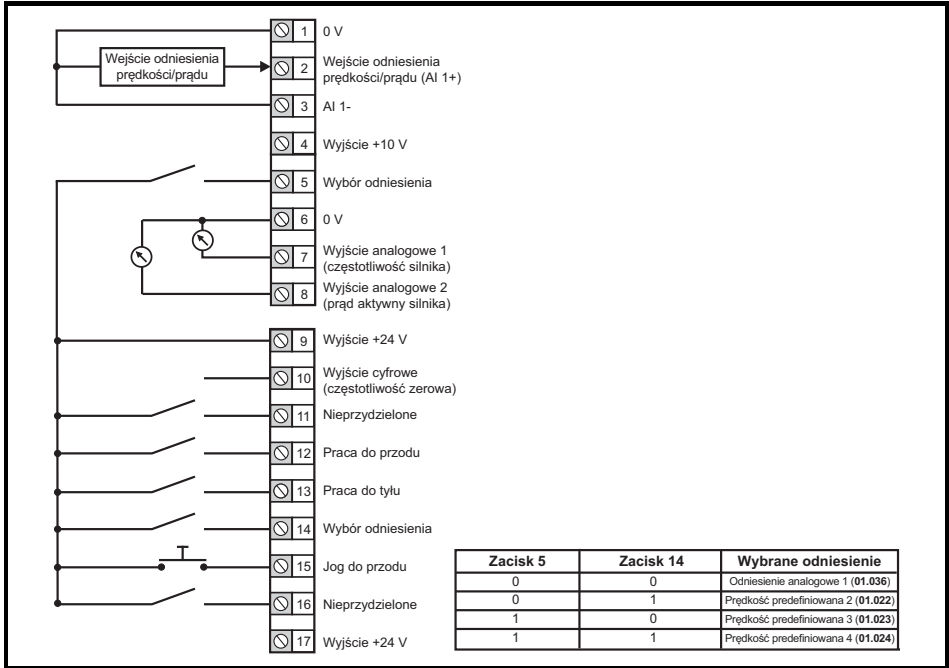 1 0 V
Wejście odniesienia
prędkości/prądu
2 Wejście odniesienia
prędkości/prądu (AI 1+)
3 AI 1-
4 Wyjście +10 V
5 Wybór odniesienia
6 0 V
7 Wyjście analogowe 1
(częstotliwość silnika)
8 Wyjście analogowe 2
(prąd aktywny silnika)
9 Wyjście +24 V
10 Wyjście cyfrowe
(częstotliwość zerowa)
11 Nieprzydzielone
12 Praca do przodu
13 Praca do tyłu
14 Wybór odniesienia
15 Jog do przodu
16 Nieprzydzielone
17 Wyjście +24 V
Zacisk 5 Zacisk 14 Wybrane odniesienie
0 0 Odniesienie analogowe 1 (01.036)
0 1 Prędkość predefiniowana 2 (01.022)
1 0 Prędkość predefiniowana 3 (01.023)
1 1 Prędkość predefiniowana 4 (01.024)